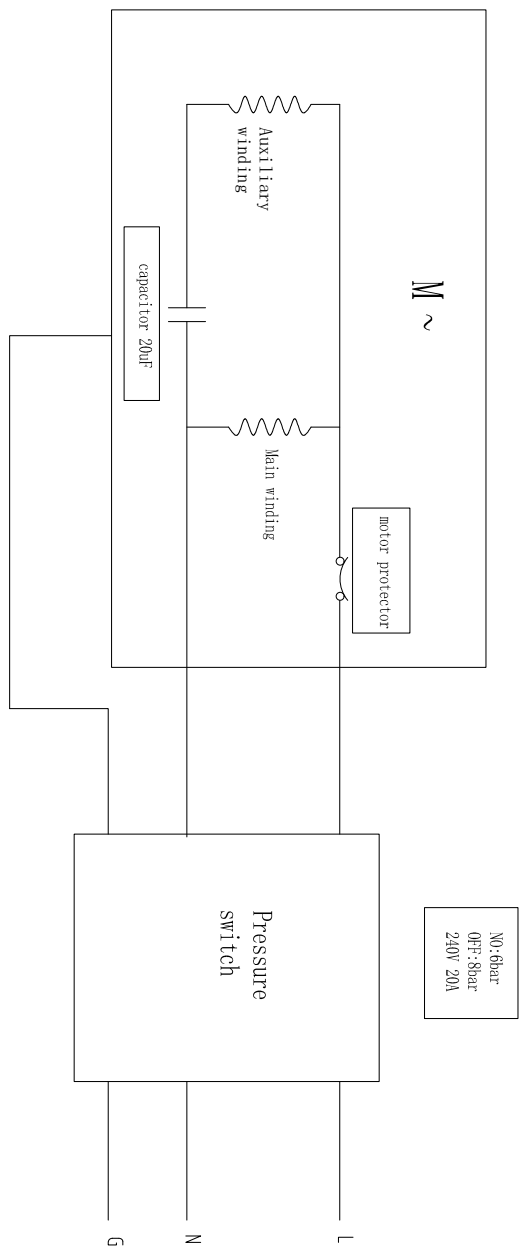 M ~
motor protector
Auxiliary
winding
Main winding
capacitor 20uF
NO:6bar
OFF:8bar
240V 20A
Pressure
switch
L
N
G